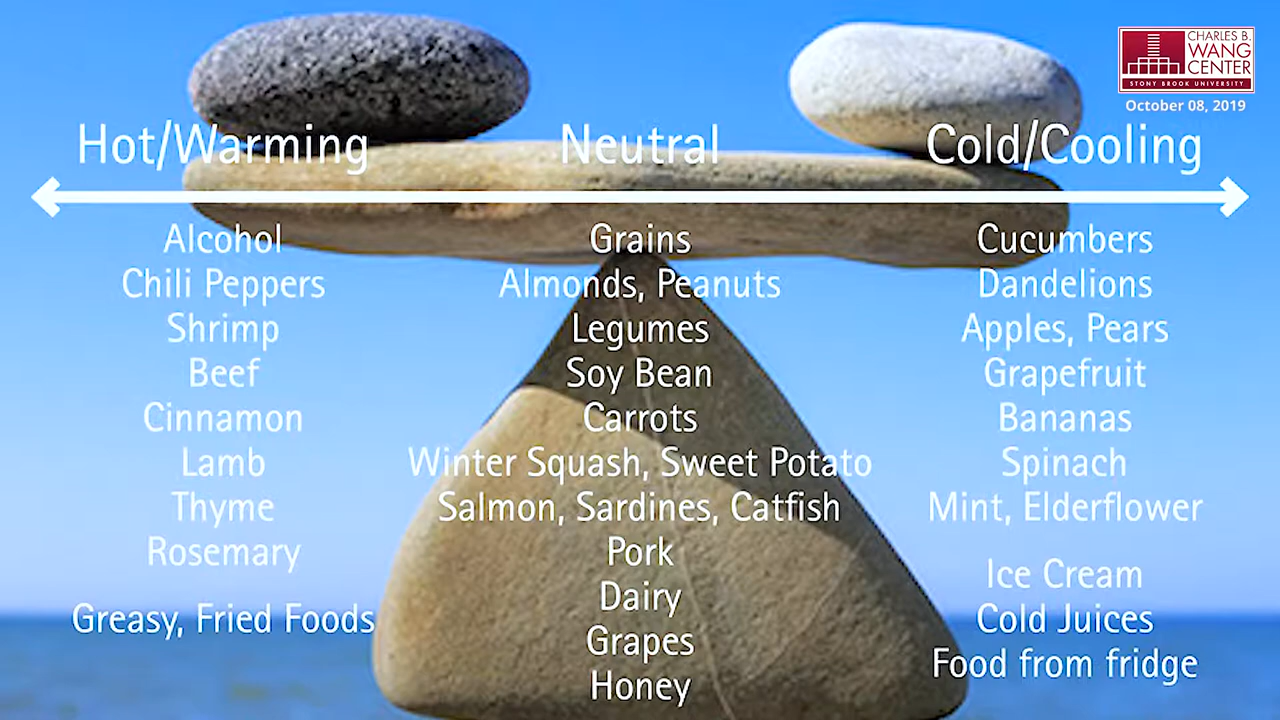 CHARLES B.
WANG
CENTER
STONY BROOK UNIVERSITY
October 08, 2019
Hot/Warming
Neutral
Cold/Cooling
Alcohol
Chili Peppers
Shrimp
Beef
Cinnamon
Lamb
Thyme
Rosemary
Greasy, Fried Foods
Grains
Almonds, Peanuts
Legumes
Soy Bean
Carrots
Winter Squash, Sweet Potato
Salmon, Sardines, Catfish
Pork
Dairy
Grapes
Honey
Cucumbers
Dandelions
Apples, Pears
Grapefruit
Bananas
Spinach
Mint, Elderflower
Ice Cream
Cold Juices
Food from fridge